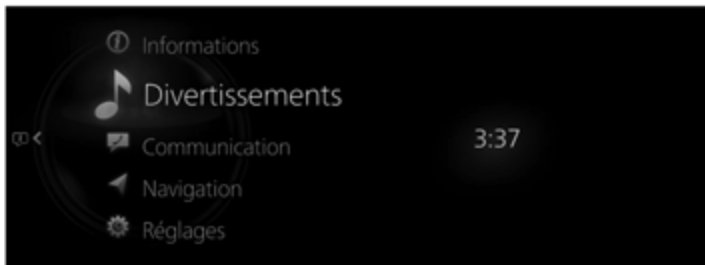 Informations
Divertissements
Communication
3:37
Navigation
Réglages